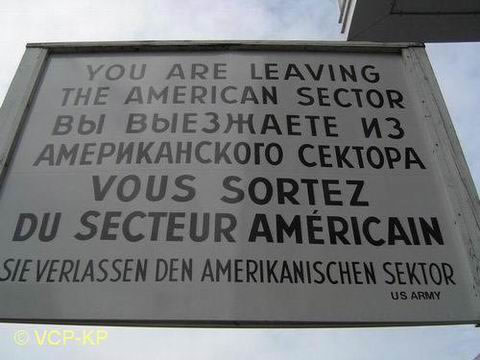 YOU ARE LEAVING
THE AMERICAN SECTOR
ВЫ ВЫЕЗЖАЕТЕ ИЗ
АМЕРИКАНСКОГО СЕКТОРА
VOUS SORTEZ
DU SECTEUR AMÉRICAIN
SIE VERLASSEN DEN AMERIKANISCHEN SEKTOR
US ARMY
© VCP-KP